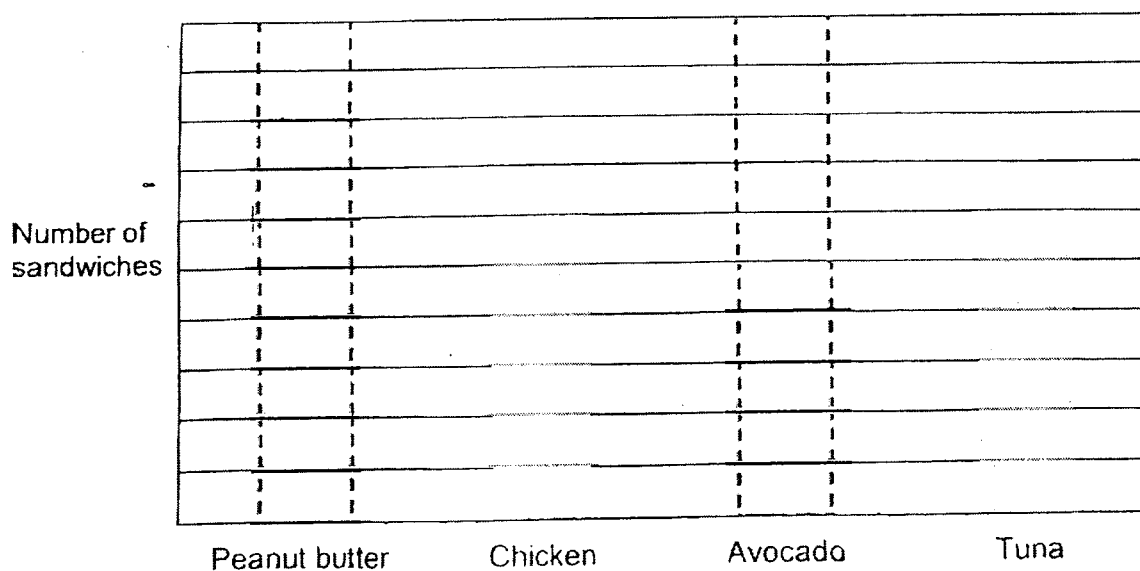 Number of
sandwiches
Peanut butter
Chicken
Avocado
Tuna